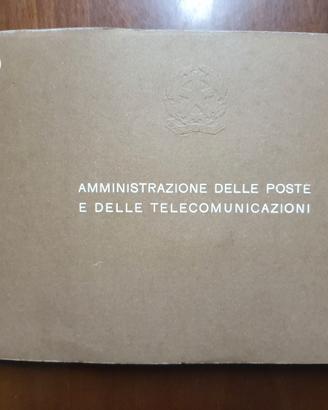 AMMINISTRAZIONE DELLE POSTE
E DELLE TELECOMUNICAZIONI